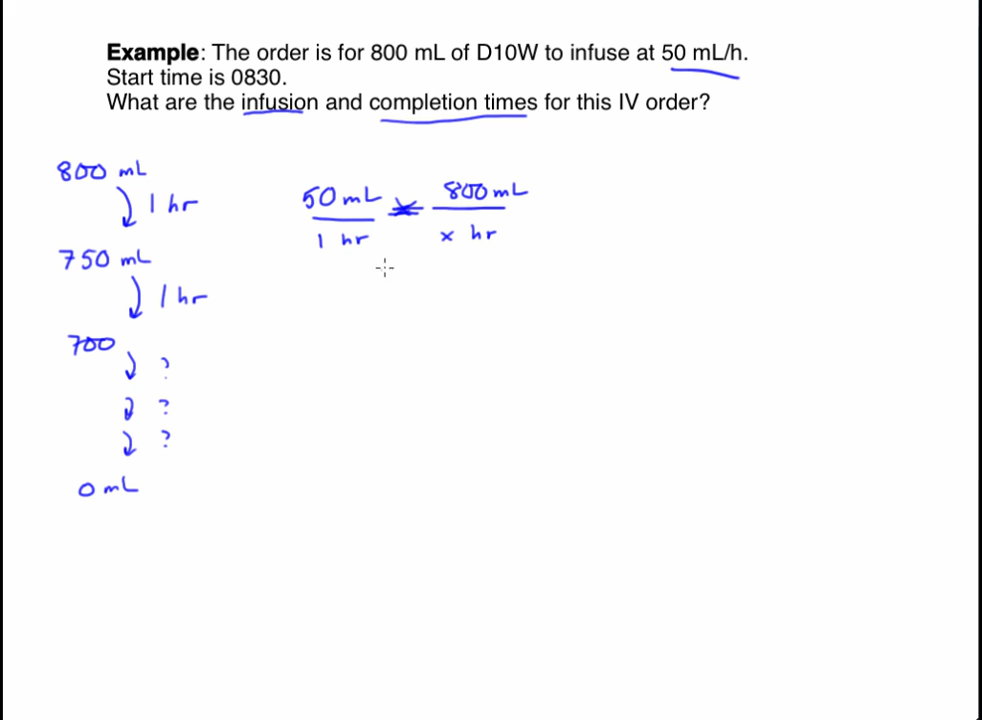 Example: The order is for 800 mL of D10W to infuse at 50 mL/h.
Start time is 0830.
What are the infusion and completion times for this IV order?
800 mL
1 hr
750 mL
1 hr
700
?
?
?
0 mL
50 mL = 800 mL
1 hr x hr